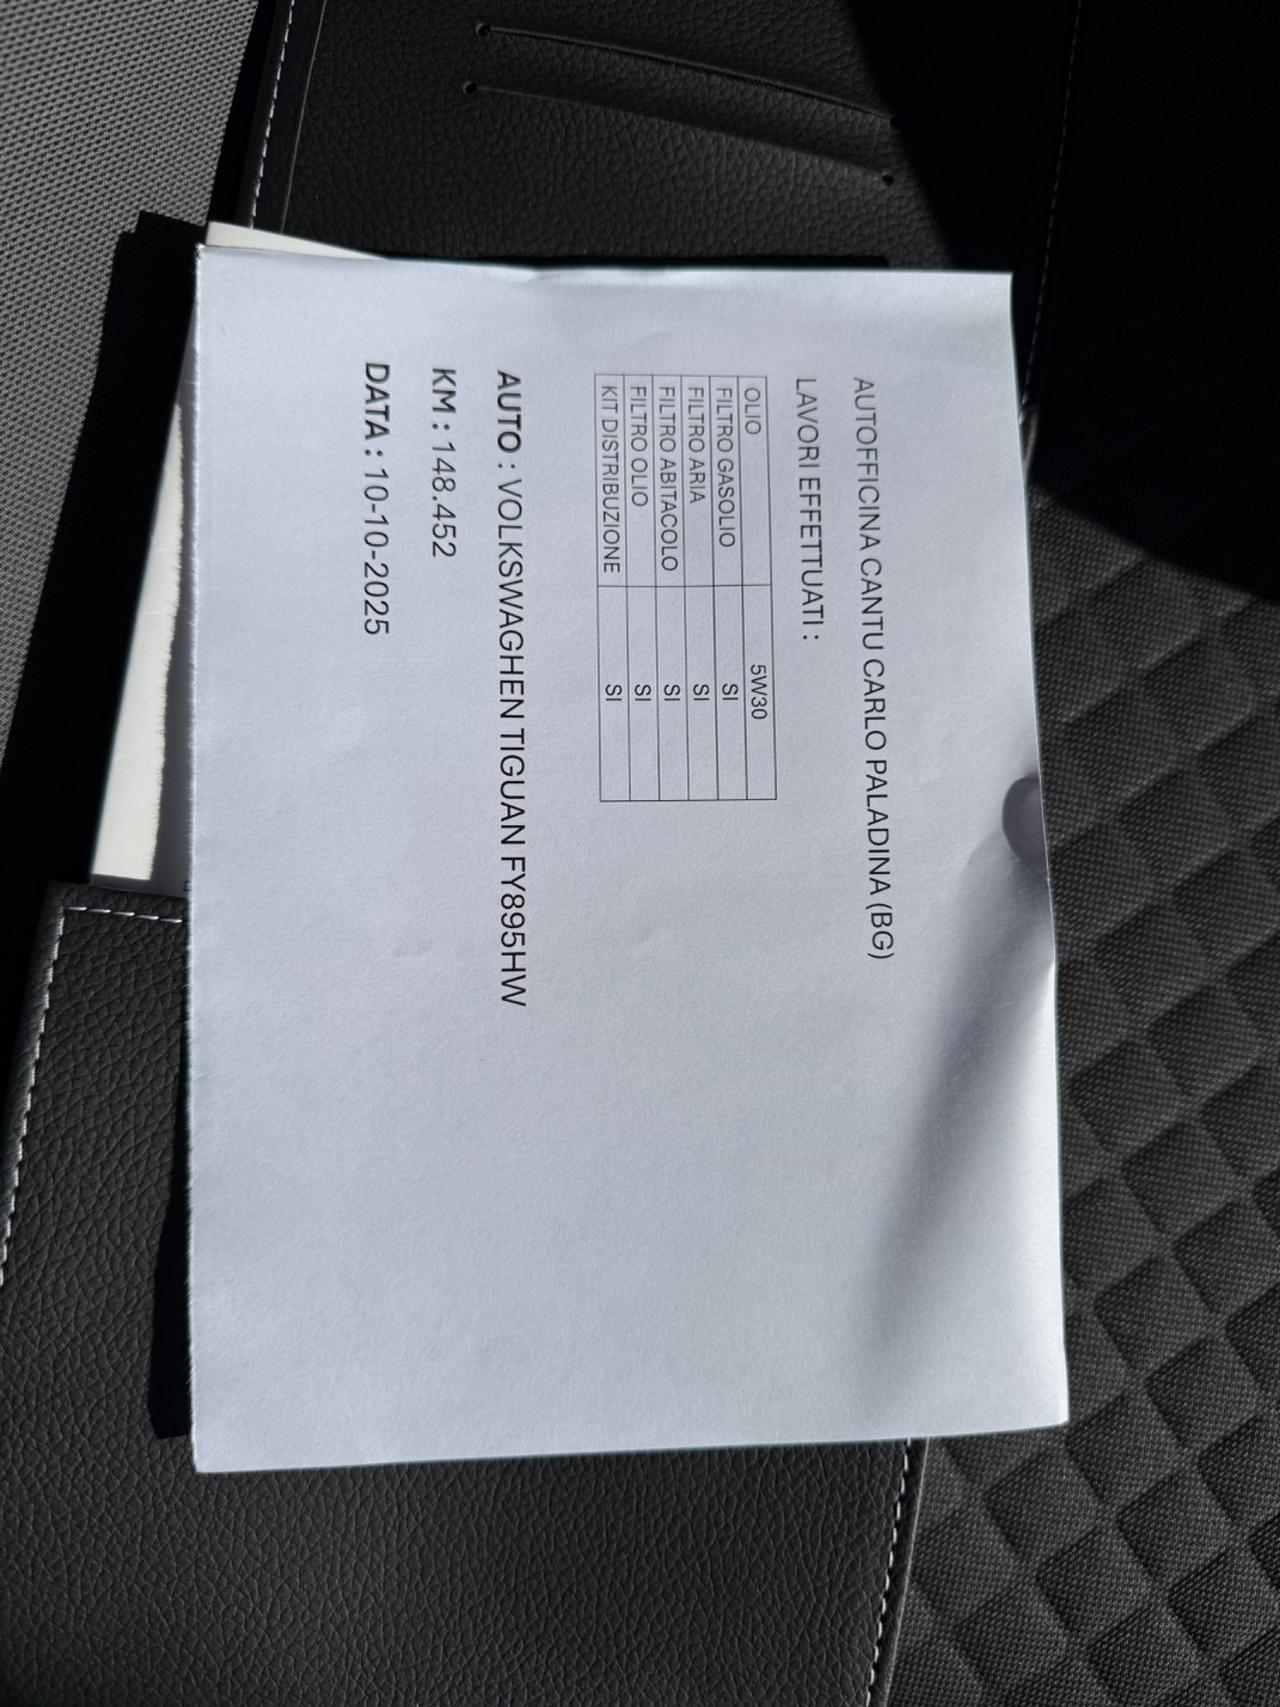 AUTOFFICINA CANTU CARLO PALADINA (BG)
LAVORI EFFETTUATI :
OLIO 5W30
FILTRO GASOLIO SI
FILTRO ARIA SI
FILTRO ABITACOLO SI
FILTRO OLIO SI
KIT DISTRIBUZIONE SI
AUTO : VOLKSWAGHEN TIGUAN FY895HW
KM : 148.452
DATA : 10-10-2025